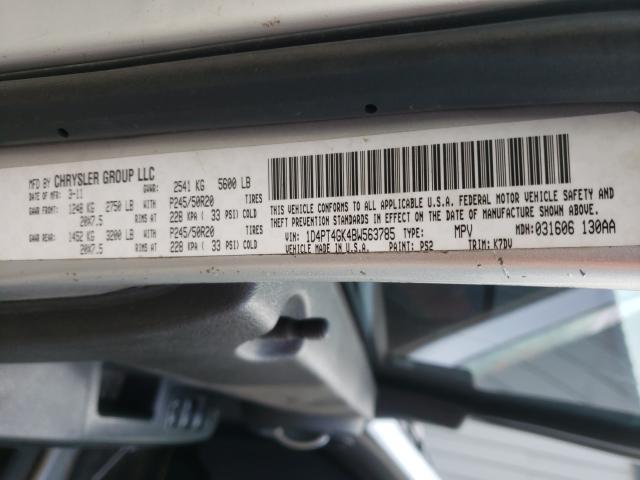 MFD BY CHRYSLER GROUP LLC
DATE OF MFR: 3-11 GVWR: 2541 KG 5600 LB
1248 KG 2750 LB WITH P245/50R20 TIRES
20X7.5 RIMS AT 228 KPA ( 33 PSI) COLD
1452 KG 3200 LB WITH P245/50R20 TIRES
20X7.5 RIMS AT 228 KPA ( 33 PSI) COLD
THIS VEHICLE CONFORMS TO ALL APPLICABLE U.S.A. FEDERAL MOTOR VEHICLE SAFETY AND
THEFT PREVENTION STANDARDS IN EFFECT ON THE DATE OF MANUFACTURE SHOWN ABOVE.
VIN: 1D4PT4GK4BW563785 TYPE: MPV MDH: 031606 130AA
VEHICLE MADE IN U.S.A. PAINT: PS2 TRIM: K7DV